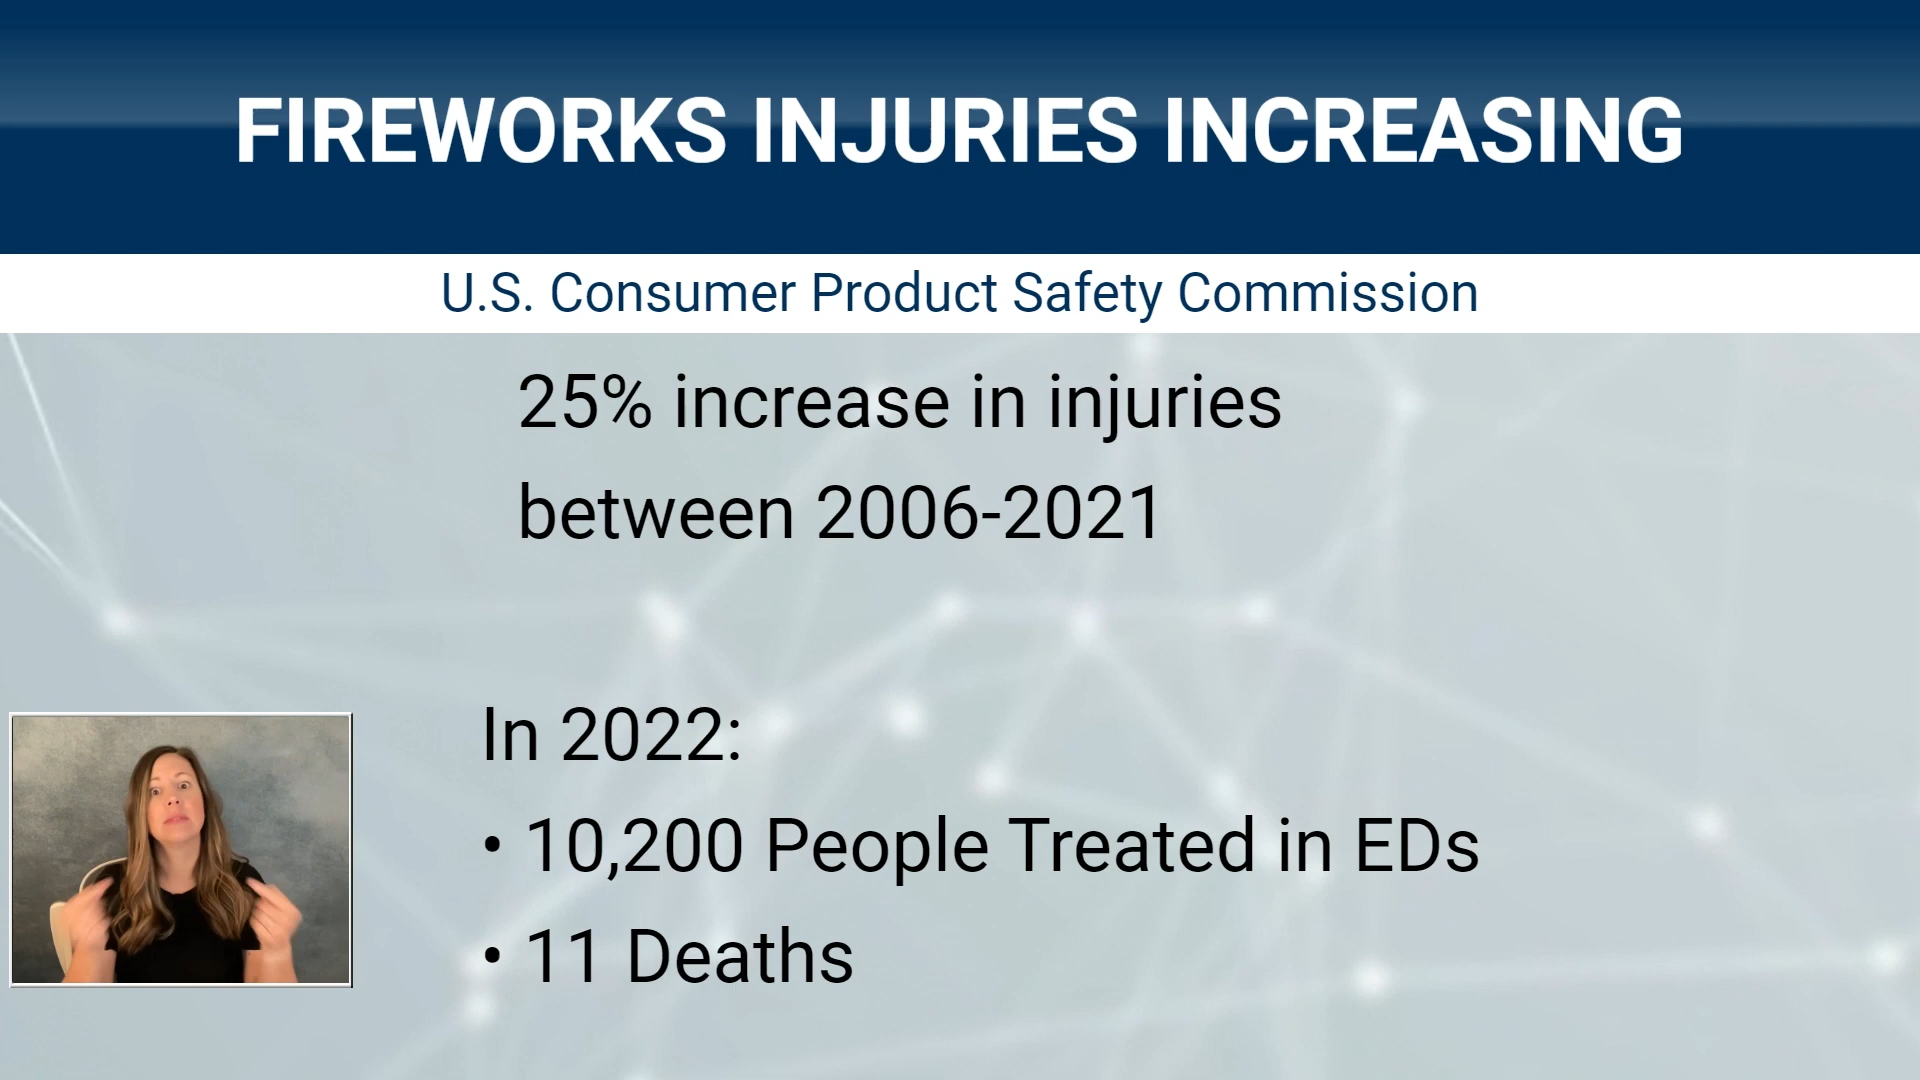 FIREWORKS INJURIES INCREASING
U.S. Consumer Product Safety Commission
25% increase in injuries
between 2006-2021
In 2022:
• 10,200 People Treated in EDs
• 11 Deaths